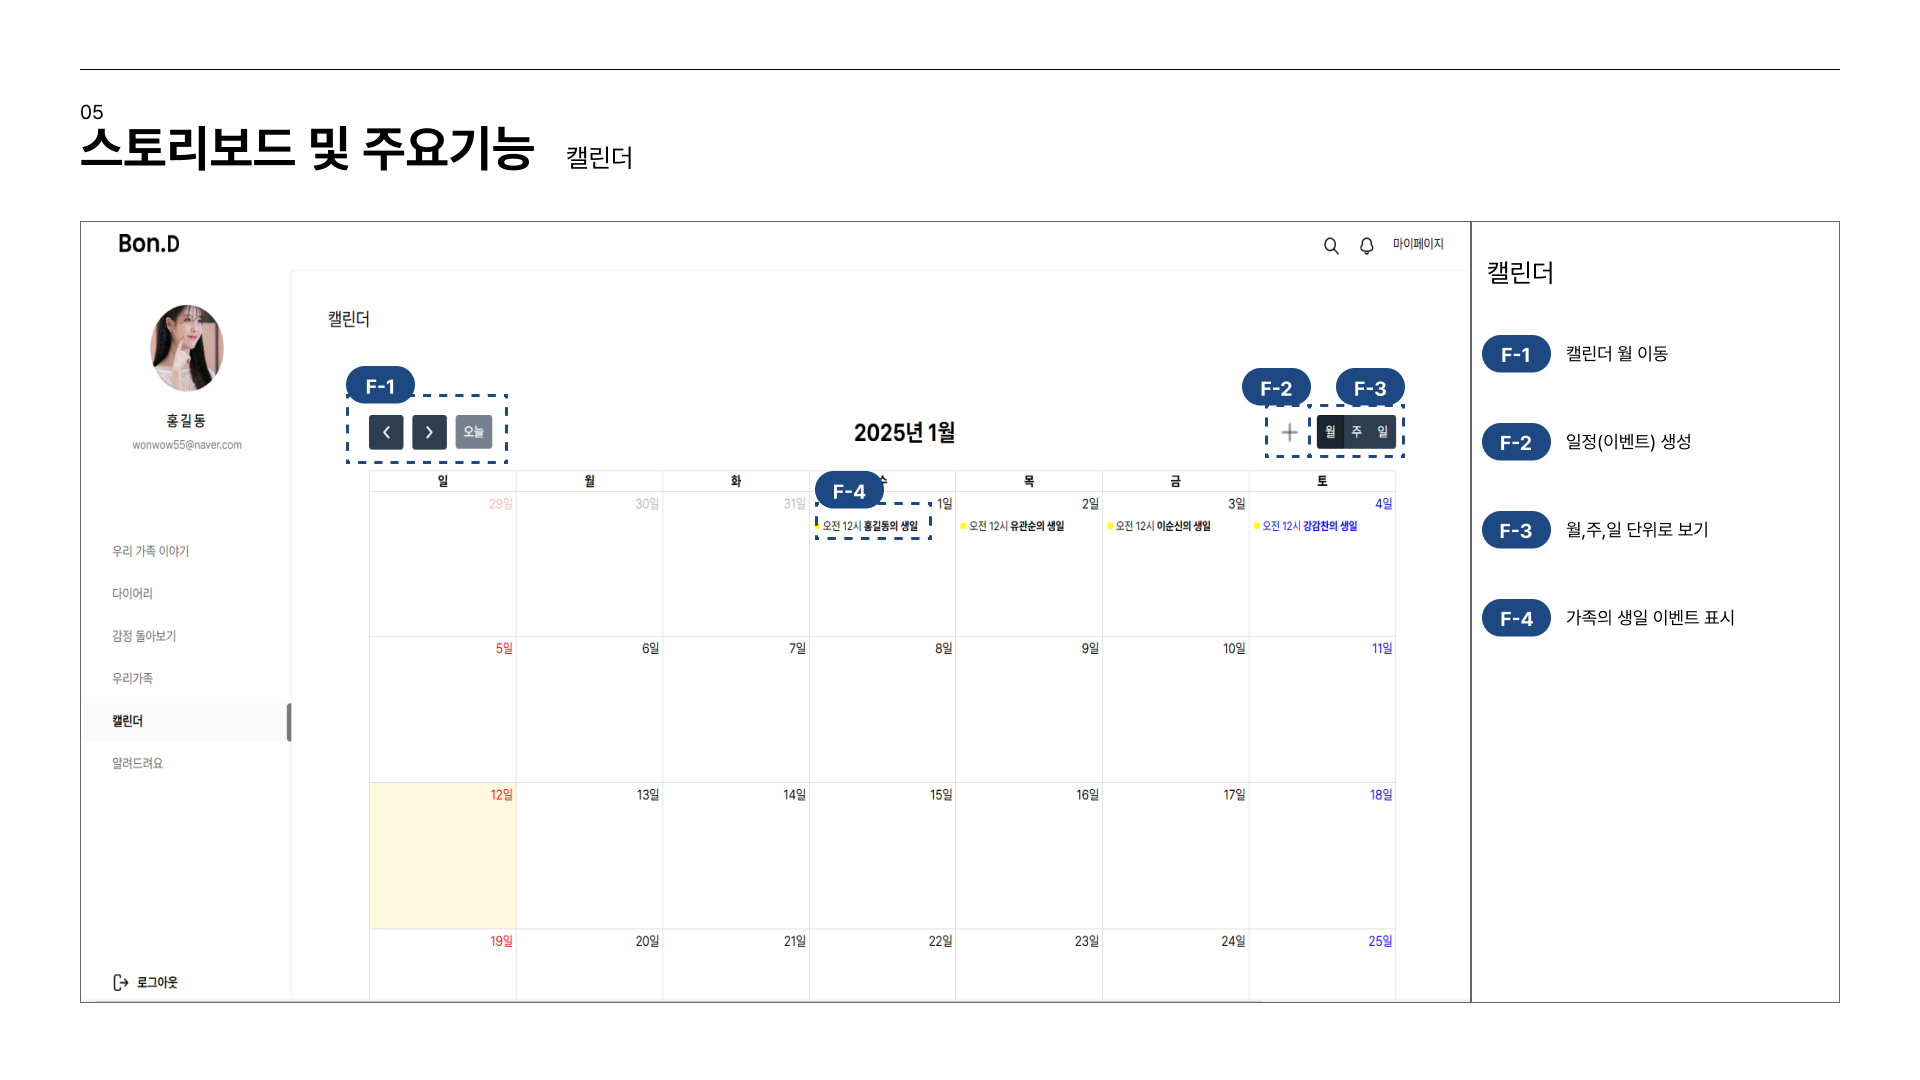 05
스토리보드 및 주요기능 캘린더
Bon.D
마이페이지
홍길동
wonwow55@naver.com
우리 가족 이야기
다이어리
감정 돌아보기
우리가족
캘린더
알려드려요
로그아웃
캘린더
F-1
오늘
2025년 1월
F-2
F-3
월 주 일
일 월 화 목 금 토
F-4
29일 30일 31일 1일 2일 3일 4일
오전 12시 홍길동의 생일
오전 12시 유관순의 생일
오전 12시 이순신의 생일
오전 12시 강감찬의 생일
5일 6일 7일 8일 9일 10일 11일
12일 13일 14일 15일 16일 17일 18일
19일 20일 21일 22일 23일 24일 25일
캘린더
F-1 캘린더 월 이동
F-2 일정(이벤트) 생성
F-3 월,주,일 단위로 보기
F-4 가족의 생일 이벤트 표시